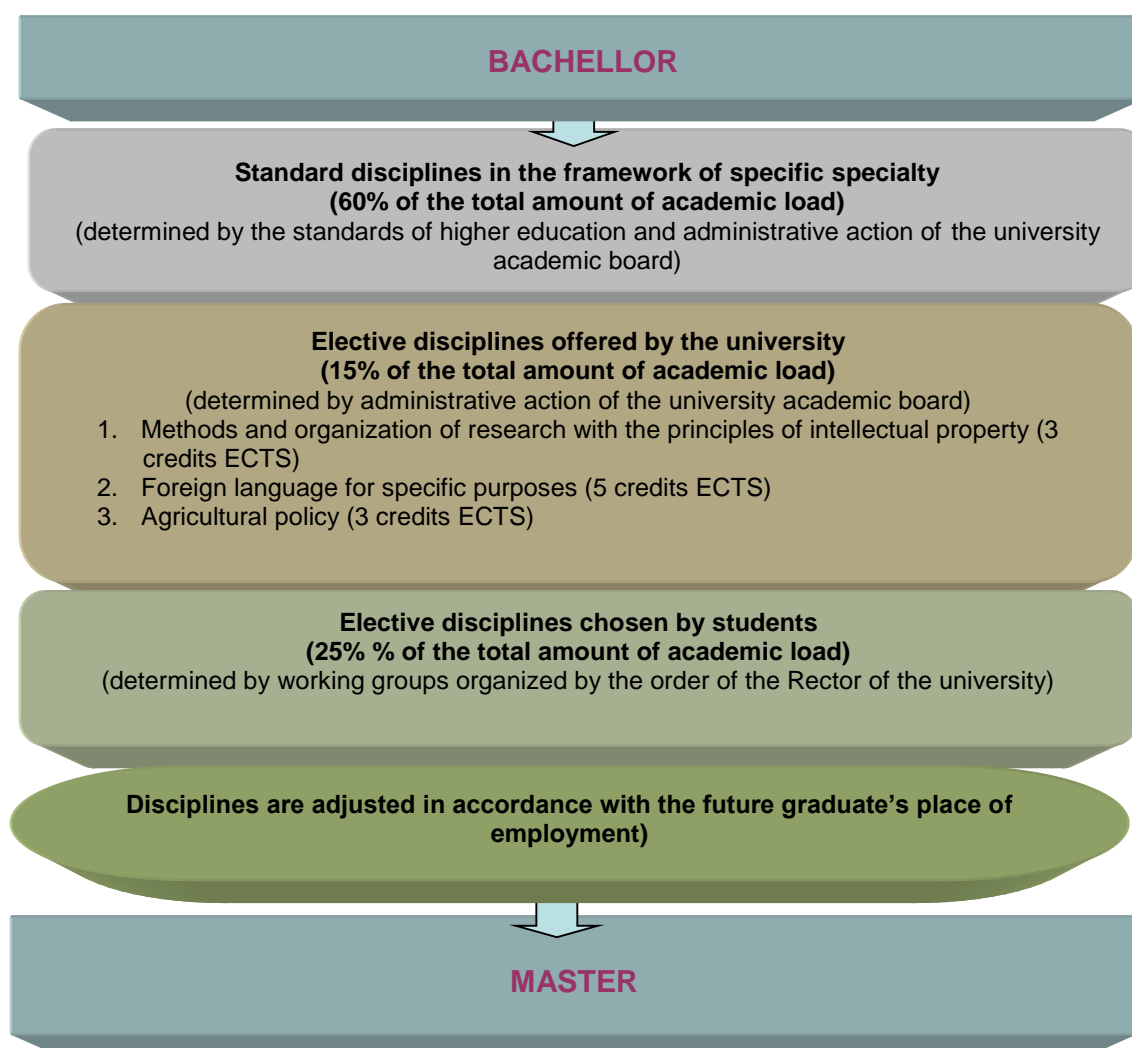 BACHELLOR
Standard disciplines in the framework of specific specialty
(60% of the total amount of academic load)
(determined by the standards of higher education and administrative action of the university
academic board)
Elective disciplines offered by the university
(15% of the total amount of academic load)
(determined by administrative action of the university academic board)
1. Methods and organization of research with the principles of intellectual property (3
credits ECTS)
2. Foreign language for specific purposes (5 credits ECTS)
3. Agricultural policy (3 credits ECTS)
Elective disciplines chosen by students
(25% % of the total amount of academic load)
(determined by working groups organized by the order of the Rector of the university)
Disciplines are adjusted in accordance with the future graduate’s place of
employment)
MASTER